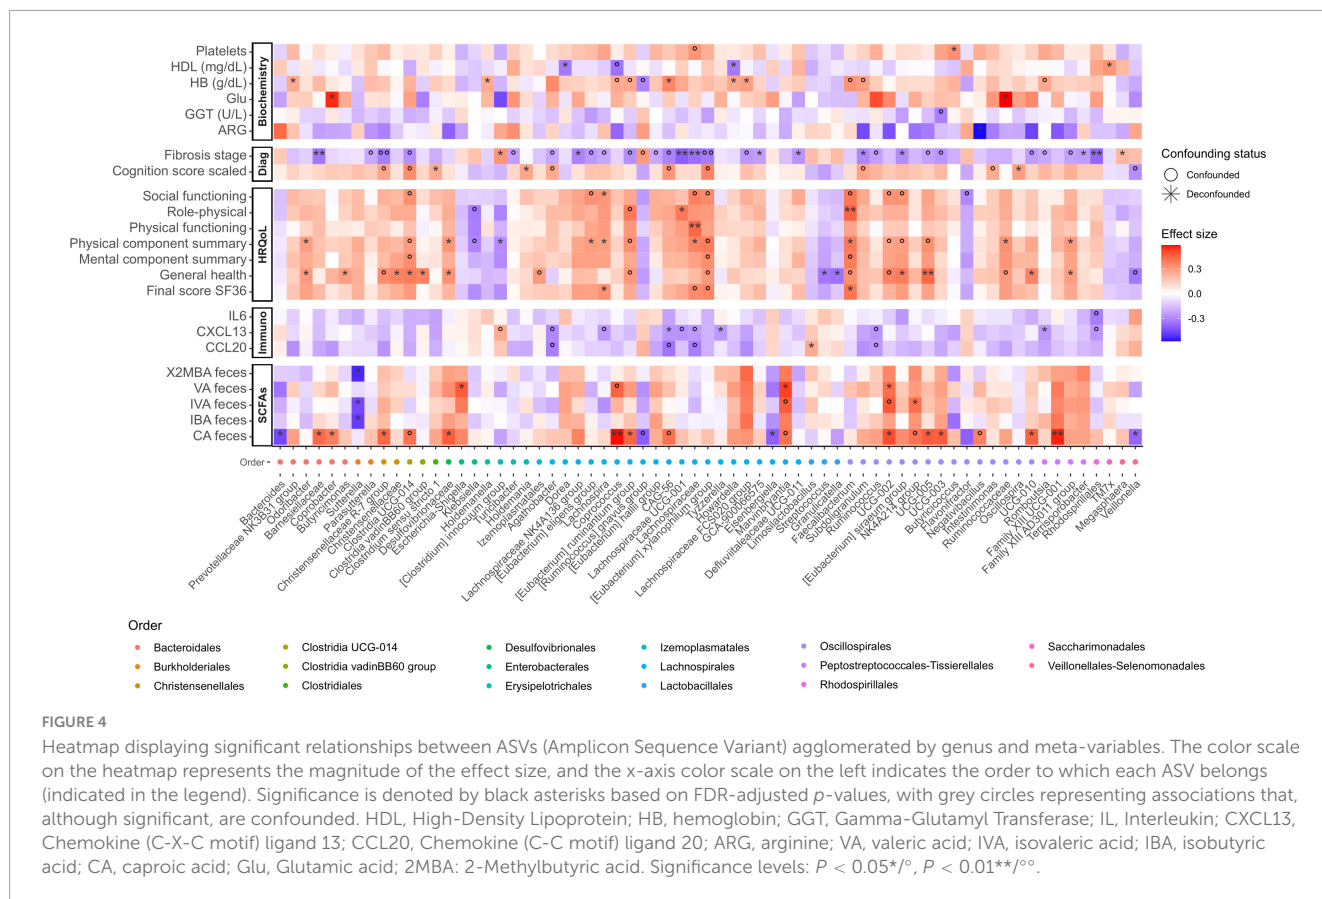 Platelets
HDL (mg/dL)
HB (g/dL)
Glu
GGT (U/L)
ARG
Biochemistry
Fibrosis stage
Cognition score scaled
Diag
Social functioning
Role-physical
Physical functioning
Physical component summary
Mental component summary
General health
Final score SF36
HRQoL
IL6
CXCL13
CCL20
Immuno
X2MBA feces
VA feces
IVA feces
IBA feces
CA feces
SCFAs
Order
Confounding status
Confounded
Deconfounded
Effect size
0.3
0.0
-0.3
Bacteroides
Prevotellaceae NK3B31 group
Odoribacter
Barnesiellaceae
Coprobacter
Butyricimonas
Sutterella
Parasutterella
Christensenellaceae R-7 group
Christensenellaceae
Clostridia UCG-014
Clostridia vadinBB60 group
Clostridium sensu stricto 1
Desulfovibrionaceae
Escherichia-Shigella
Klebsiella
Holdemanella
[Clostridium] innocuum group
Holdemania
Izemoplasmatales
Agathobacter
Dorea
Lachnospiraceae NK4A136 group
[Eubacterium] eligens group
Lachnospira
Coprococcus
[Eubacterium] ruminantium group
[Ruminococcus] gnavus group
[Eubacterium] hallii group
CAG-56
Lachnospiraceae UCG-001
Lachnospiraceae
[Eubacterium] xylanophilum group
Tyzzerella
Howardella
Lachnospiraceae FCS020 group
GCA-900066575
Eisenbergiella
Marvinbryantia
Defluviitaleaceae UCG-011
Limosilactobacillus
Streptococcus
Granulicatella
Faecalibacterium
Subdoligranulum
Ruminococcus
UCG-002
[Eubacterium] siraeum group
NK4A214 group
UCG-005
UCG-003
Butyricicoccus
Flavonifractor
Negativibacillus
Intestinimonas
Ruminococcaceae
Oscillospira
UCG-010
Romboutsia
Family XIII UCG-001
Family XIII AD3011 group
Terrisporobacter
Rhodospirillales
TM7x
Megasphaera
Veillonella
Order
Bacteroidales
Burkholderiales
Christensenellales
Clostridia UCG-014
Clostridia vadinBB60 group
Clostridiales
Desulfovibrionales
Enterobacterales
Erysipelotrichales
Izemoplasmatales
Lachnospirales
Lactobacillales
Oscillospirales
Peptostreptococcales-Tissierellales
Rhodospirillales
Saccharimonadales
Veillonellales-Selenomonadales
FIGURE 4
Heatmap displaying significant relationships between ASVs (Amplicon Sequence Variant) agglomerated by genus and meta-variables. The color scale
on the heatmap represents the magnitude of the effect size, and the x-axis color scale on the left indicates the order to which each ASV belongs
(indicated in the legend). Significance is denoted by black asterisks based on FDR-adjusted p-values, with grey circles representing associations that,
although significant, are confounded. HDL, High-Density Lipoprotein; HB, hemoglobin; GGT, Gamma-Glutamyl Transferase; IL, Interleukin; CXCL13,
Chemokine (C-X-C motif) ligand 13; CCL20, Chemokine (C-C motif) ligand 20; ARG, arginine; VA, valeric acid; IVA, isovaleric acid; IBA, isobutyric
acid; CA, caproic acid; Glu, Glutamic acid; 2MBA: 2-Methylbutyric acid. Significance levels: P < 0.05*/°, P < 0.01**/°°.